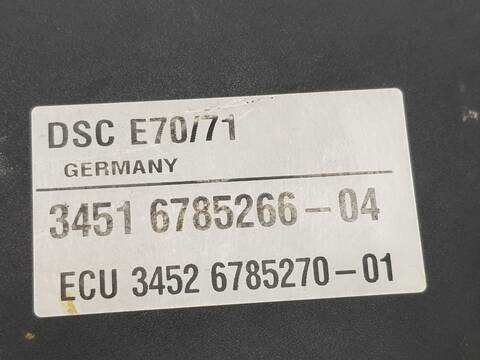 DSC E70/71
GERMANY
3451 6785266-04
ECU 3452 6785270-01